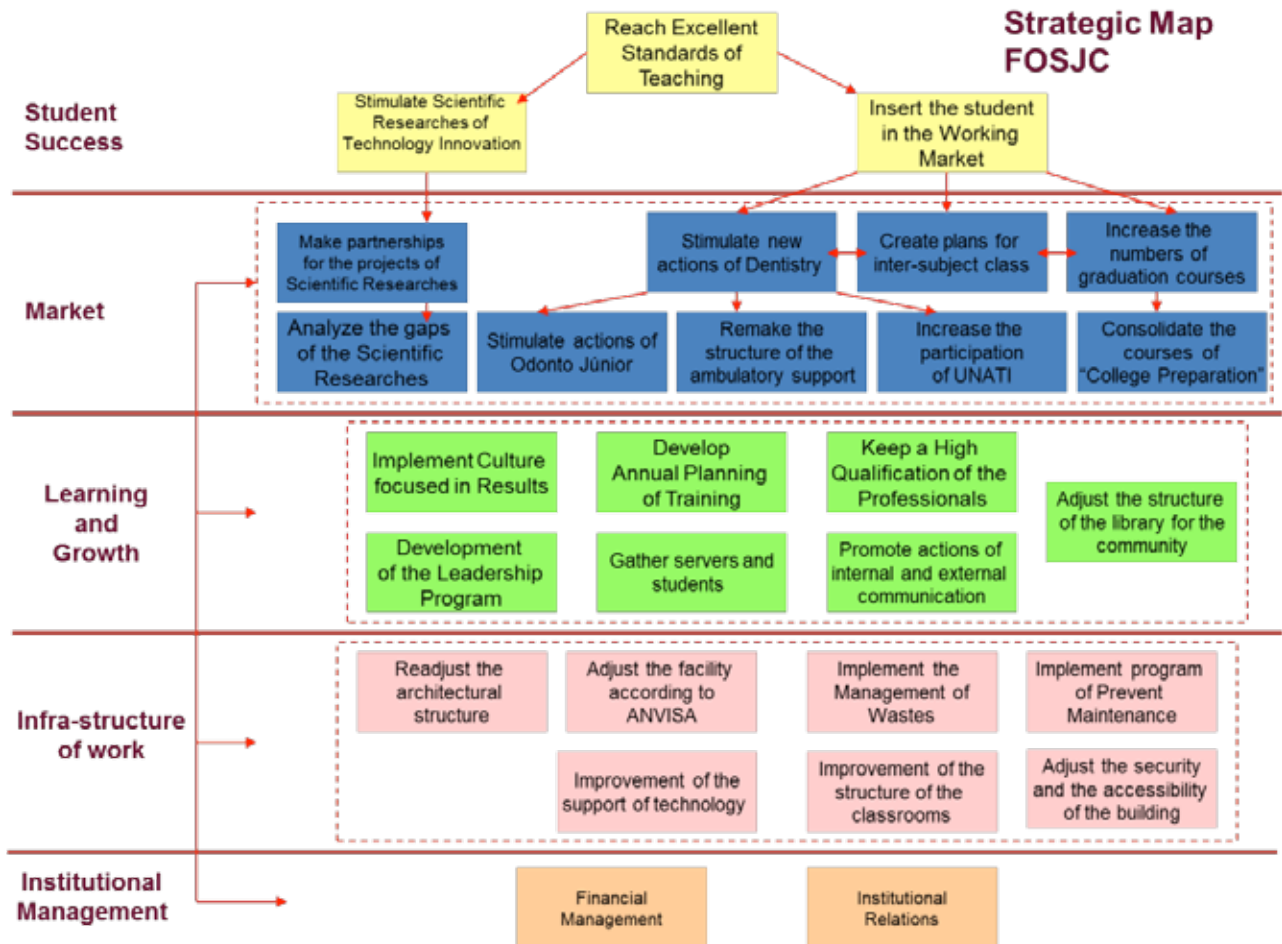 Strategic Map
FOSJC
Reach Excellent
Standards of
Teaching
Student
Success
Stimulate Scientific
Researches of
Technology Innovation
Insert the student
in the Working
Market
Market
Make partnerships
for the projects of
Scientific Researches
Stimulate new
actions of Dentistry
Create plans for
inter-subject class
Increase the
numbers of
graduation courses
Analyze the gaps
of the Scientific
Researches
Stimulate actions of
Odonto Júnior
Remake the
structure of the
ambulatory support
Increase the
participation
of UNATI
Consolidate the
courses of
“College Preparation”
Learning
and
Growth
Implement Culture
focused in Results
Develop
Annual Planning
of Training
Keep a High
Qualification of the
Professionals
Adjust the structure
of the library for the
community
Development
of the Leadership
Program
Gather servers and
students
Promote actions of
internal and external
communication
Infra-structure
of work
Readjust the
architectural
structure
Adjust the facility
according to
ANVISA
Implement the
Management of
Wastes
Implement program
of Prevent
Maintenance
Improvement of the
support of technology
Improvement of the
structure of the
classrooms
Adjust the security
and the accessibility
of the building
Institutional
Management
Financial
Management
Institutional
Relations